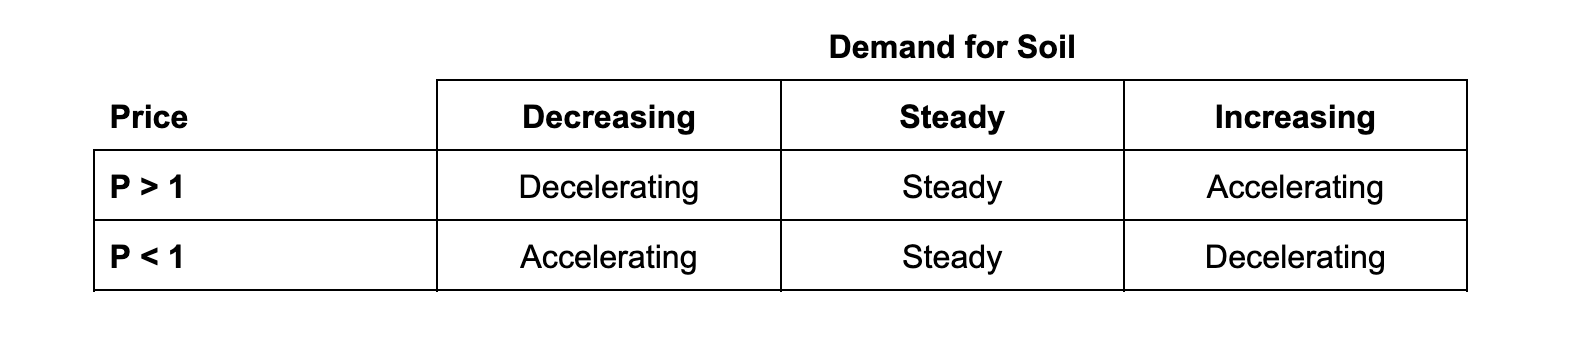 Demand for Soil
Price Decreasing Steady Increasing
P > 1 Decelerating Steady Accelerating
P < 1 Accelerating Steady Decelerating